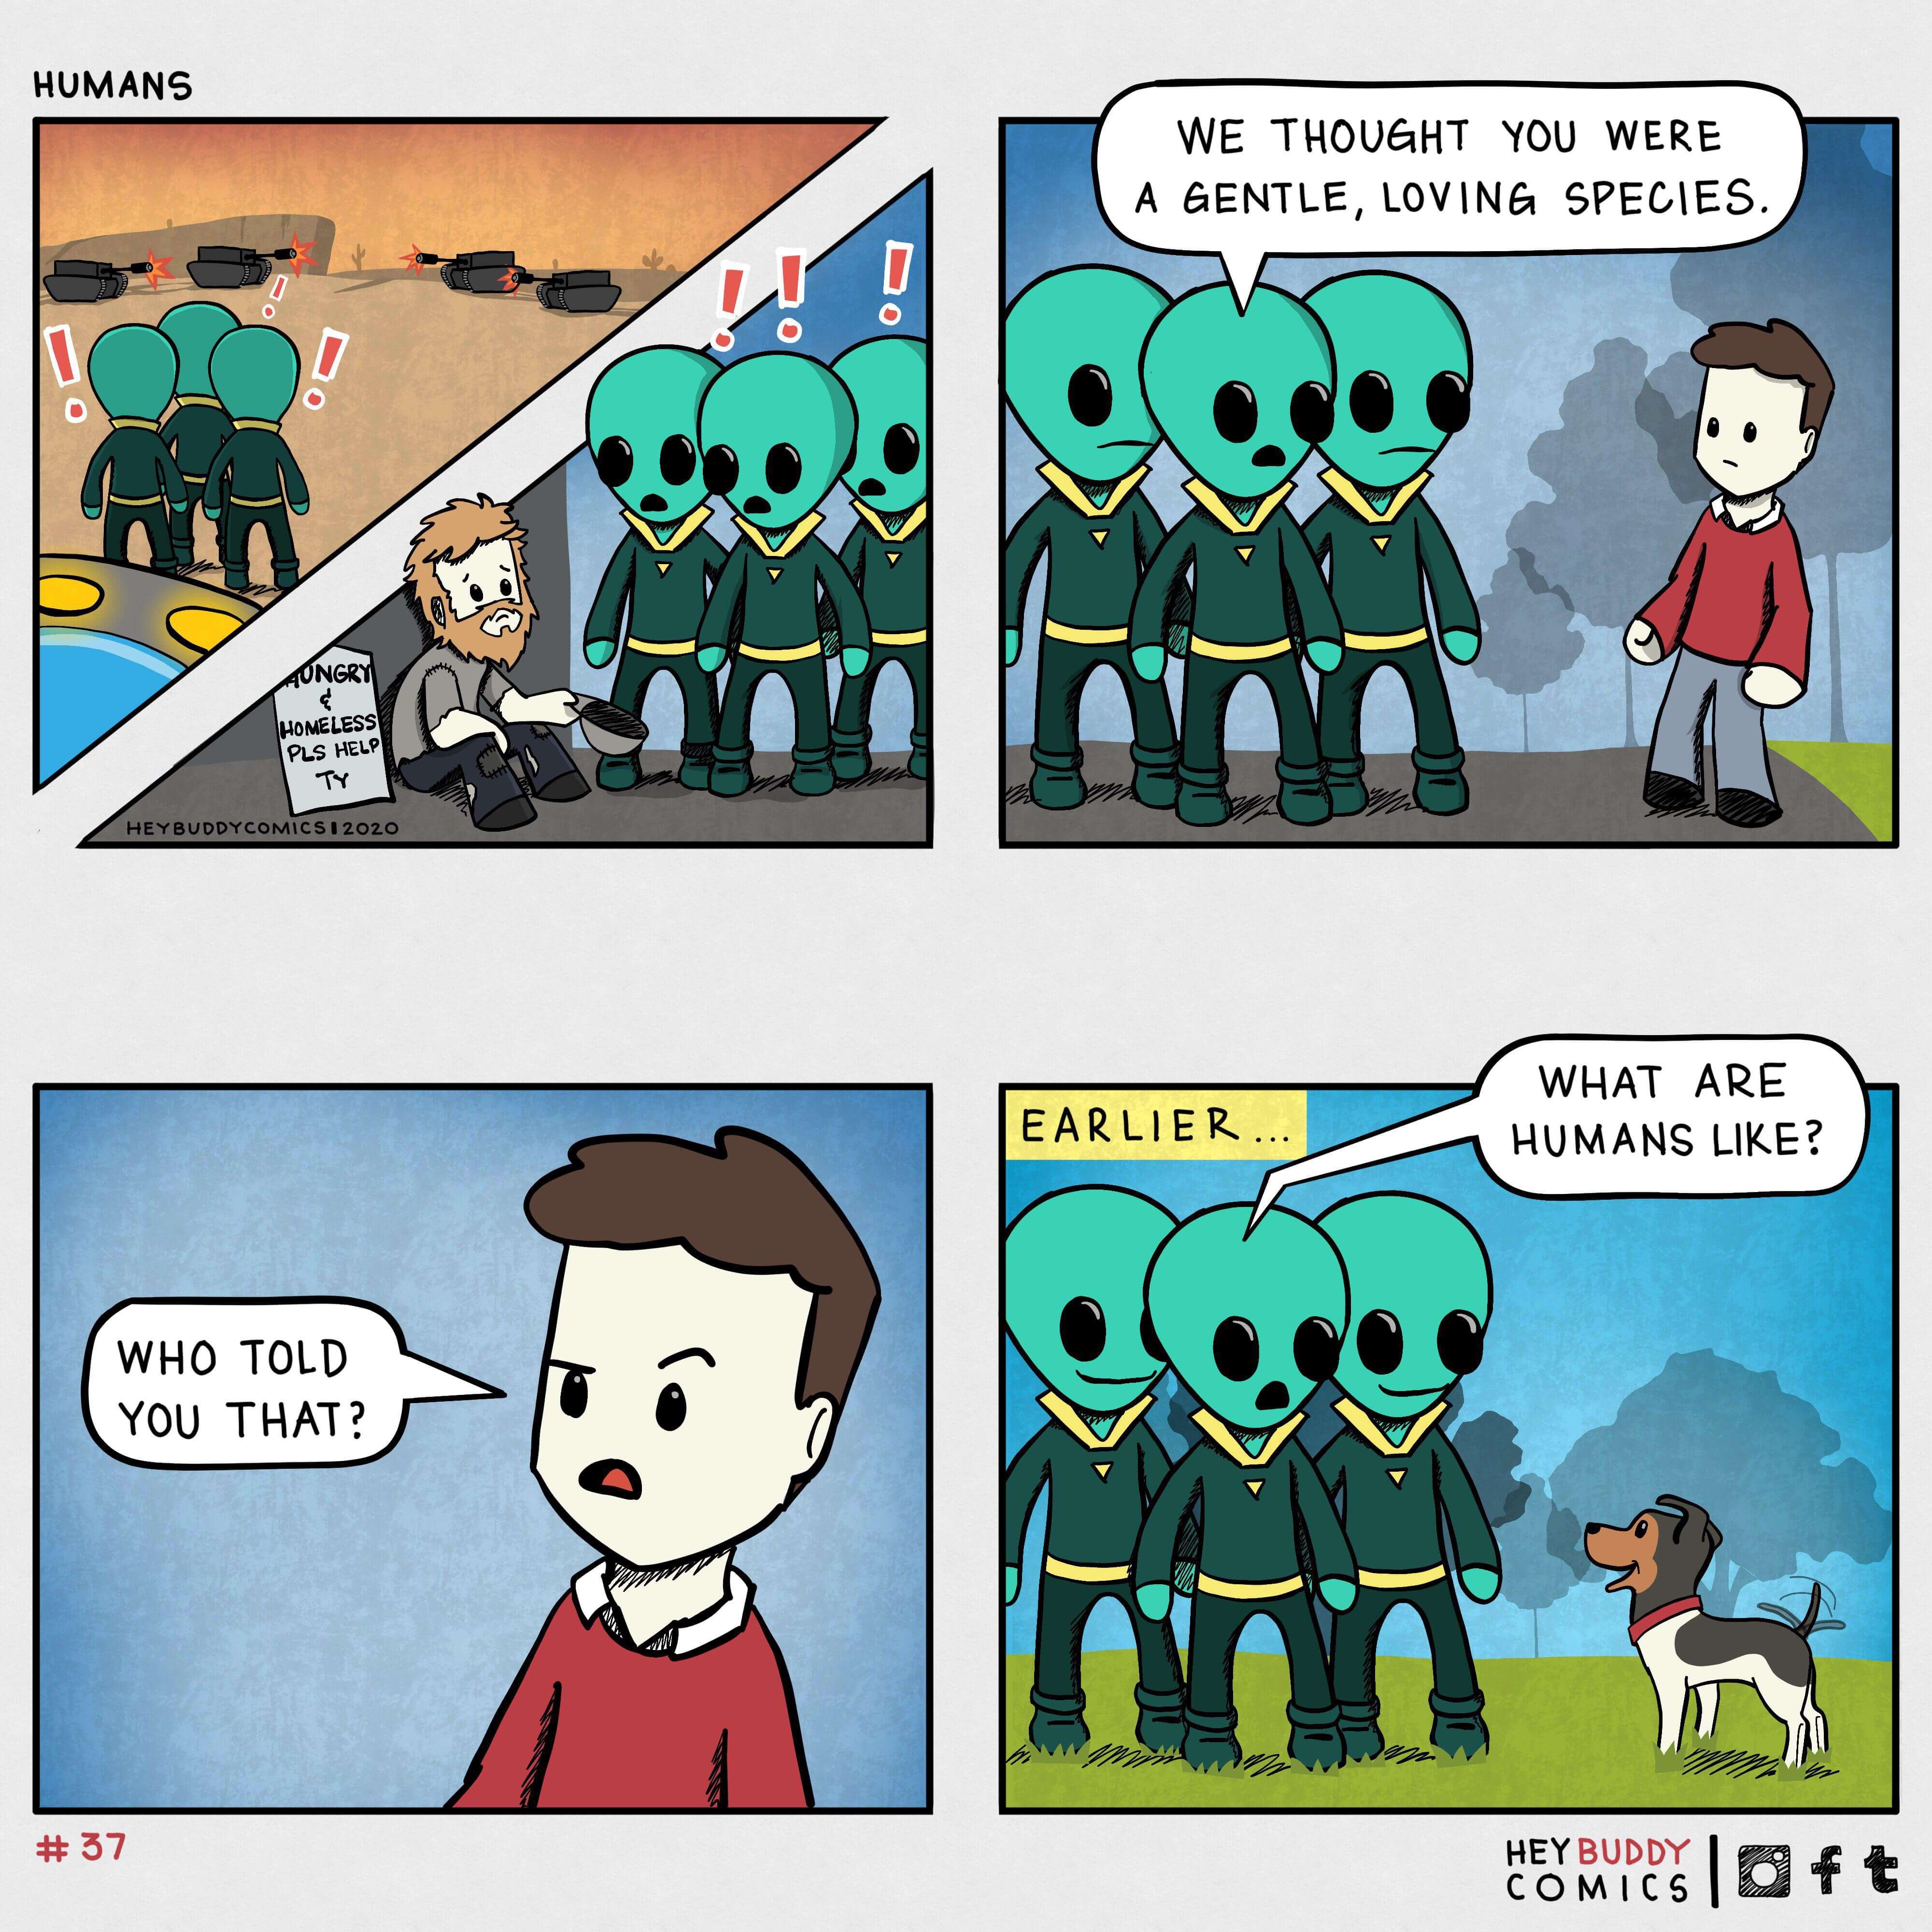 HUMANS
HUNGRY
&
HOMELESS
PLS HELP
TY
HEYBUDDYCOMICS | 2020
WE THOUGHT YOU WERE
A GENTLE, LOVING SPECIES.
WHO TOLD
YOU THAT?
EARLIER...
WHAT ARE
HUMANS LIKE?
# 37
HEY BUDDY
COMICS